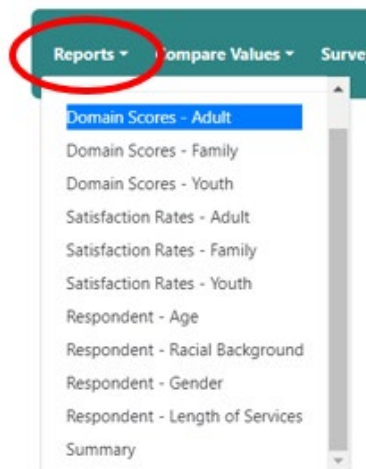 Reports Compare Values Surve
Domain Scores - Adult
Domain Scores - Family
Domain Scores - Youth
Satisfaction Rates - Adult
Satisfaction Rates - Family
Satisfaction Rates - Youth
Respondent - Age
Respondent - Racial Background
Respondent - Gender
Respondent - Length of Services
Summary